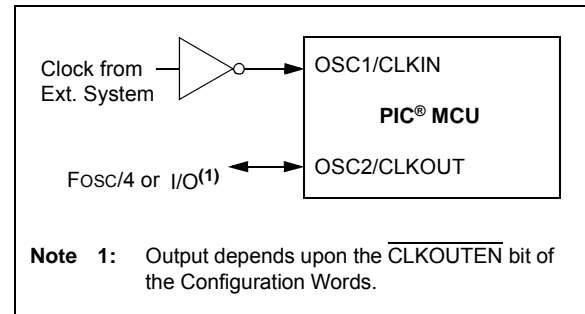 Clock from
Ext. System
OSC1/CLKIN
PIC® MCU
OSC2/CLKOUT
FOSC/4 or I/O(1)
Note 1: Output depends upon the CLKOUTEN bit of
the Configuration Words.